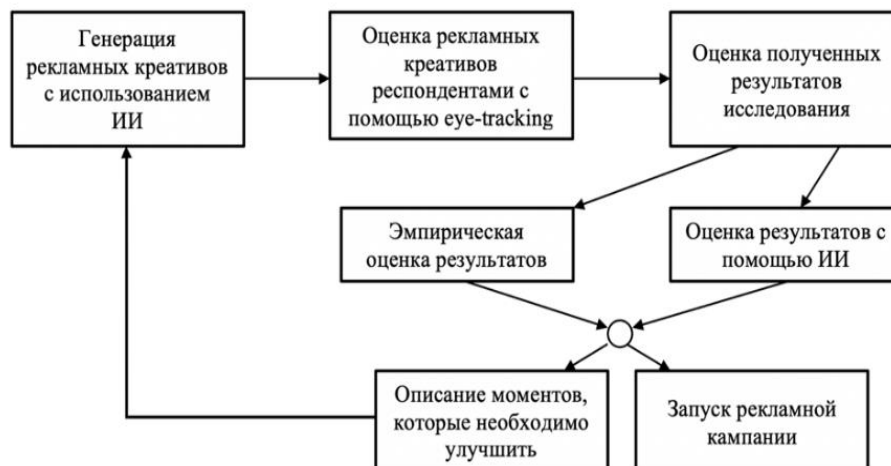 Генерация
рекламных креативов
с использованием
ИИ
Оценка рекламных
креативов
респондентами с
помощью eye-tracking
Оценка полученных
результатов
исследования
Эмпирическая
оценка результатов
Оценка результатов с
помощью ИИ
Описание моментов,
которые необходимо
улучшить
Запуск рекламной
кампании